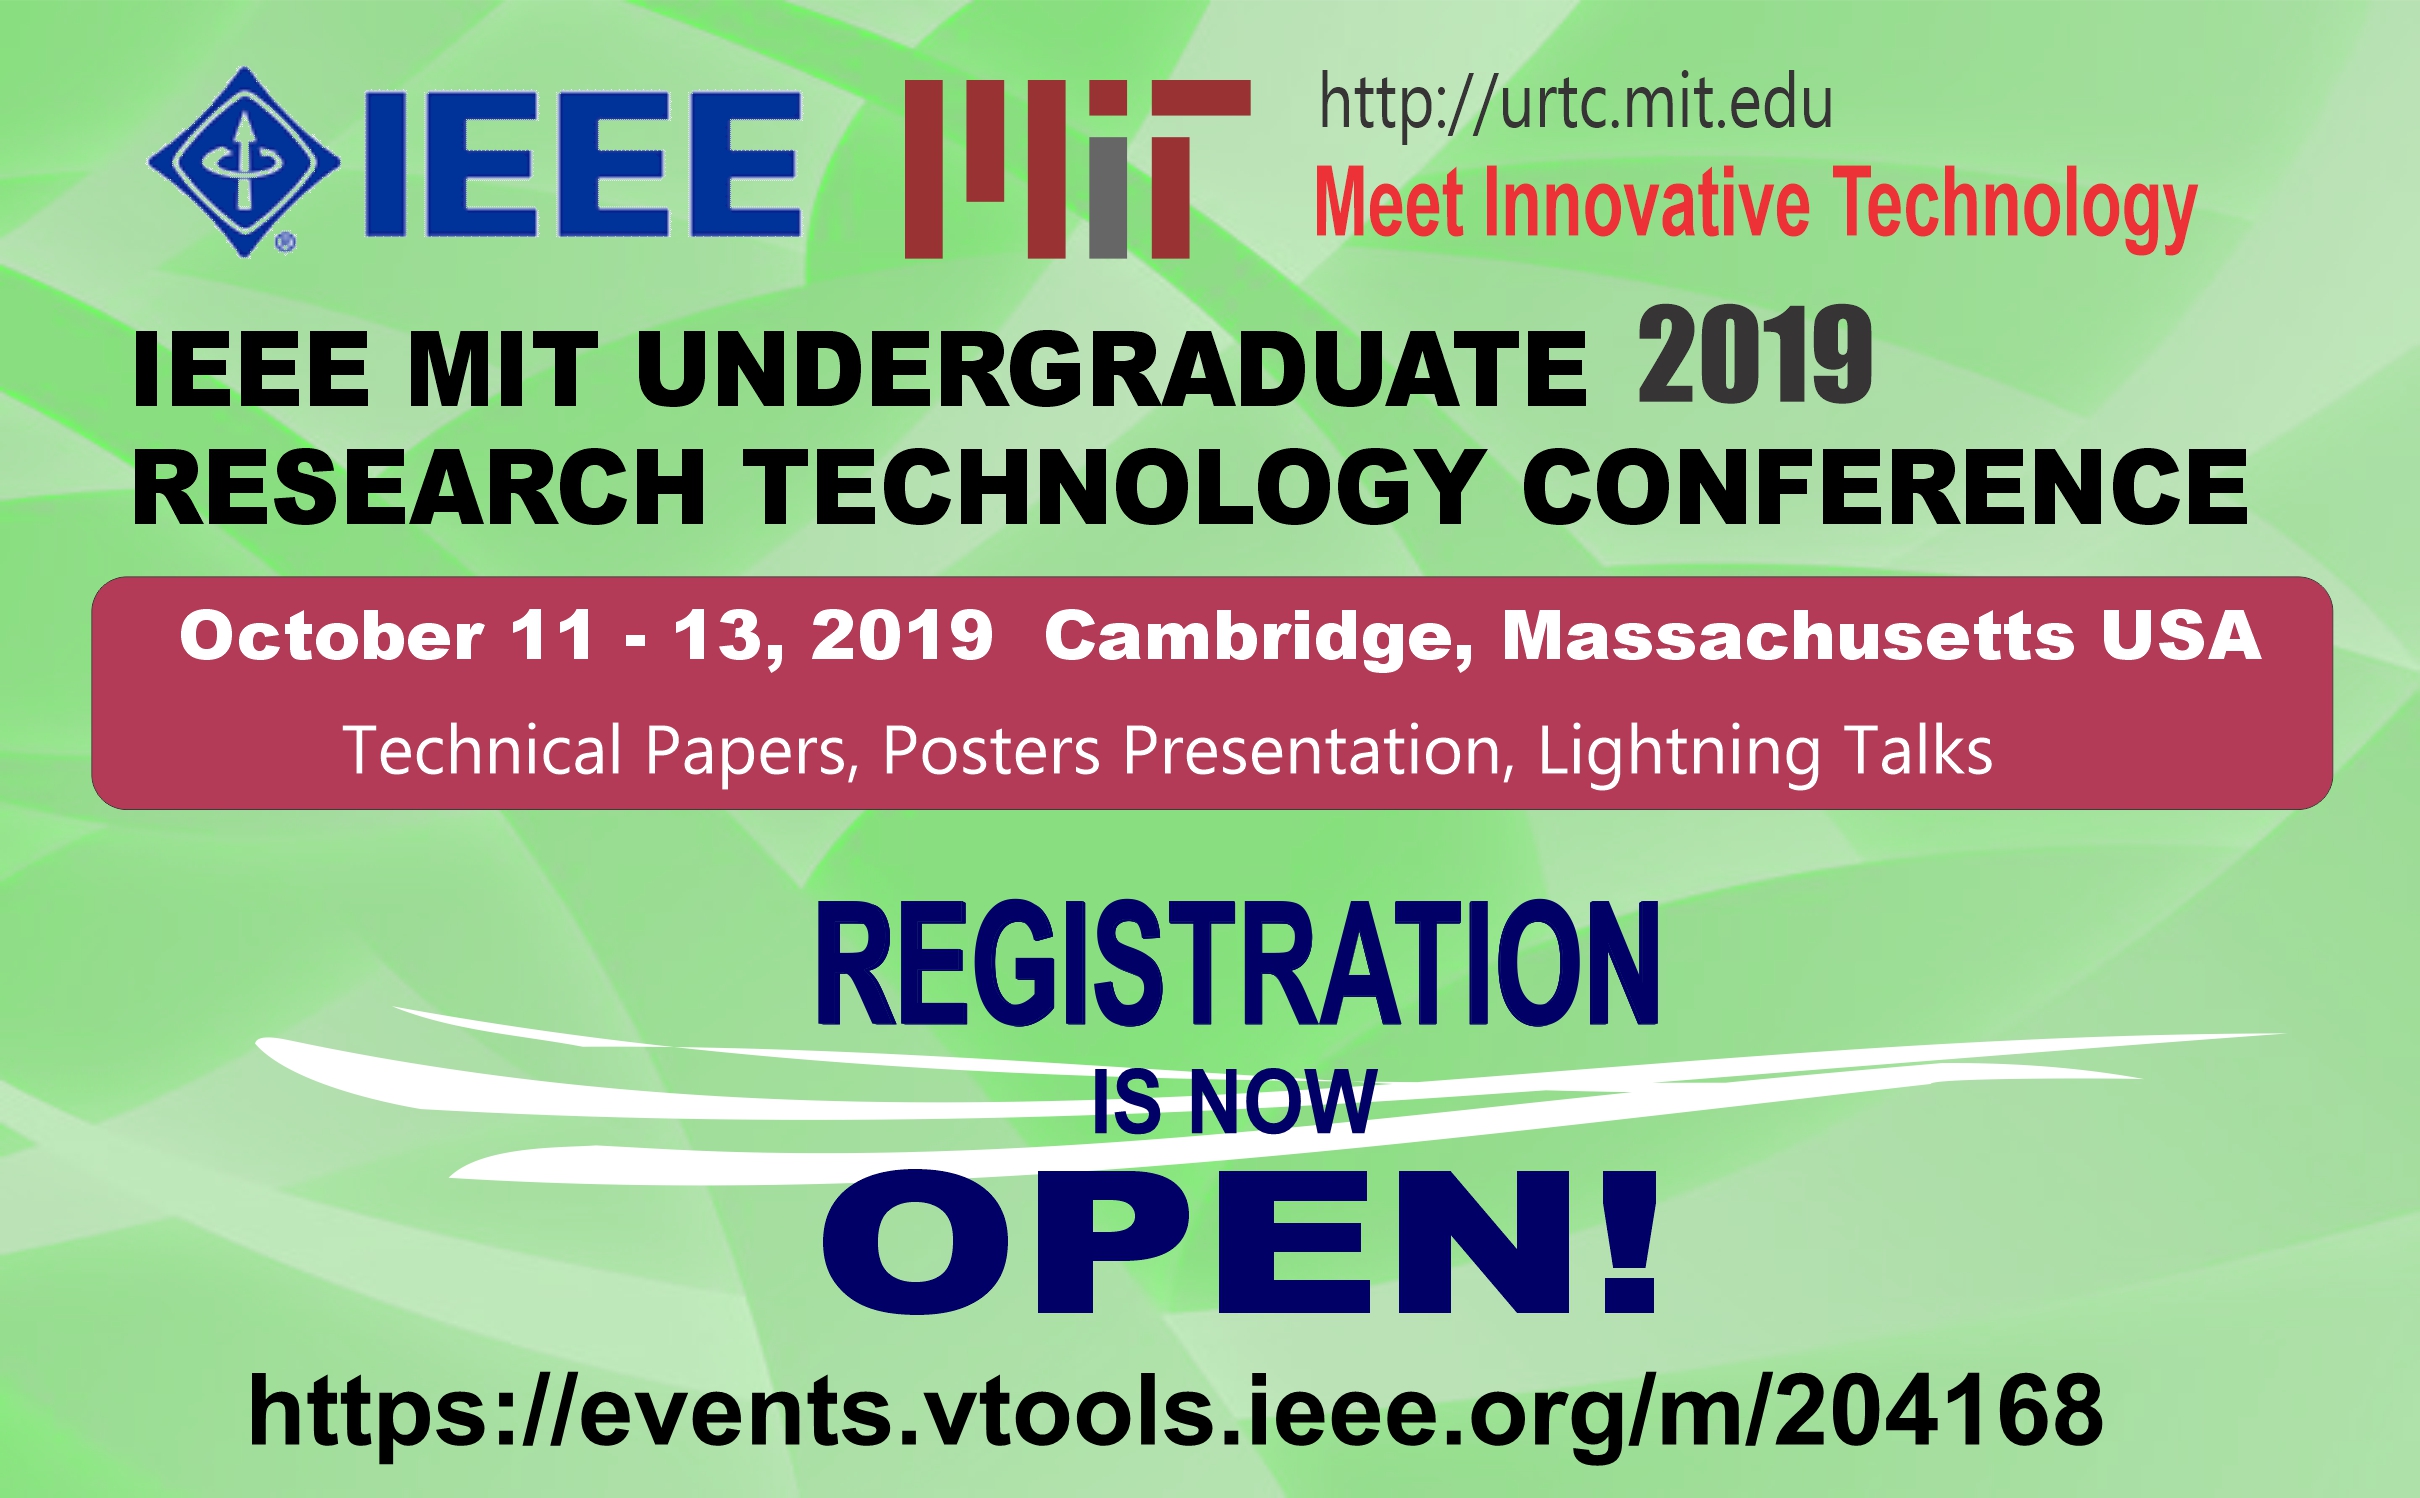 IEEE MIT
http://urtc.mit.edu
Meet Innovative Technology
IEEE MIT UNDERGRADUATE 2019
RESEARCH TECHNOLOGY CONFERENCE
October 11 - 13, 2019 Cambridge, Massachusetts USA
Technical Papers, Posters Presentation, Lightning Talks
REGISTRATION
IS NOW
OPEN!
https://events.vtools.ieee.org/m/204168